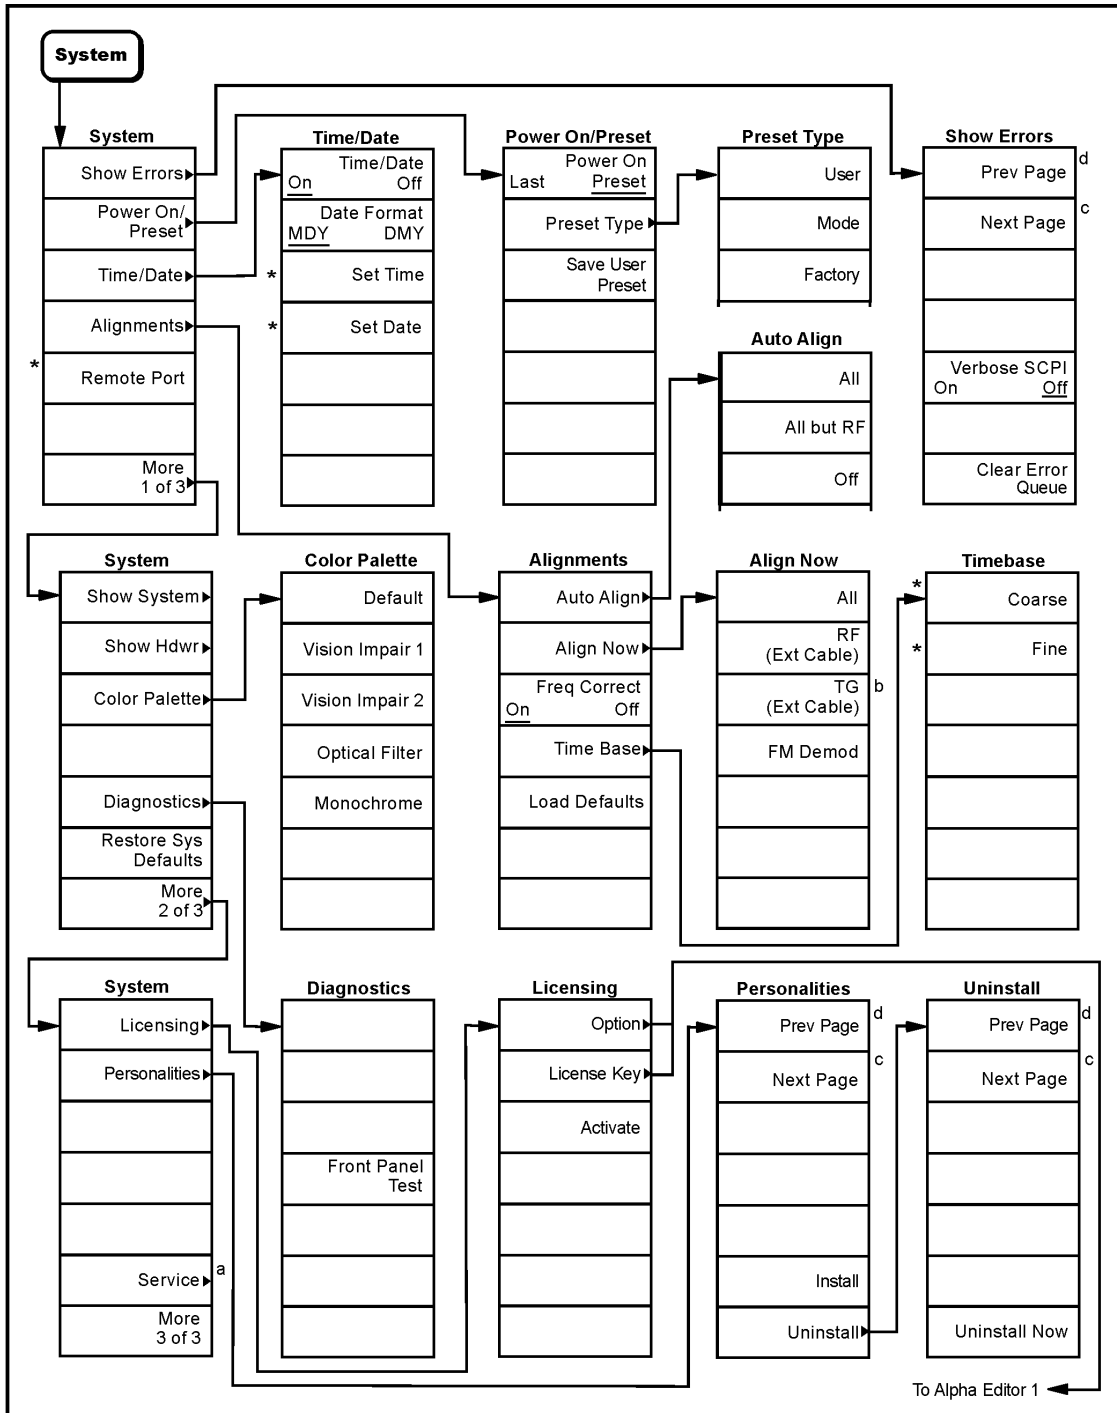 System
System
Show Errors
Power On/
Preset
Time/Date
Alignments
*
Remote Port
More
1 of 3
Time/Date
Time/Date
On Off
Date Format
MDY DMY
* Set Time
* Set Date
Power On/Preset
Power On
Last Preset
Preset Type
Save User
Preset
Preset Type
User
Mode
Factory
Auto Align
All
All but RF
Off
Show Errors
Prev Page d
Next Page c
Verbose SCPI
On Off
Clear Error
Queue
System
Show System
Show Hdwr
Color Palette
Diagnostics
Restore Sys
Defaults
More
2 of 3
Color Palette
Default
Vision Impair 1
Vision Impair 2
Optical Filter
Monochrome
Alignments
Auto Align
Align Now
Freq Correct
On Off
Time Base
Load Defaults
Align Now
All
RF
(Ext Cable)
TG b
(Ext Cable)
FM Demod
Timebase
* Coarse
* Fine
System
Licensing
Personalities
Service a
More
3 of 3
Diagnostics
Front Panel
Test
Licensing
Option
License Key
Activate
Personalities
Prev Page d
Next Page c
Install
Uninstall
Uninstall
Prev Page d
Next Page c
Uninstall Now
To Alpha Editor 1